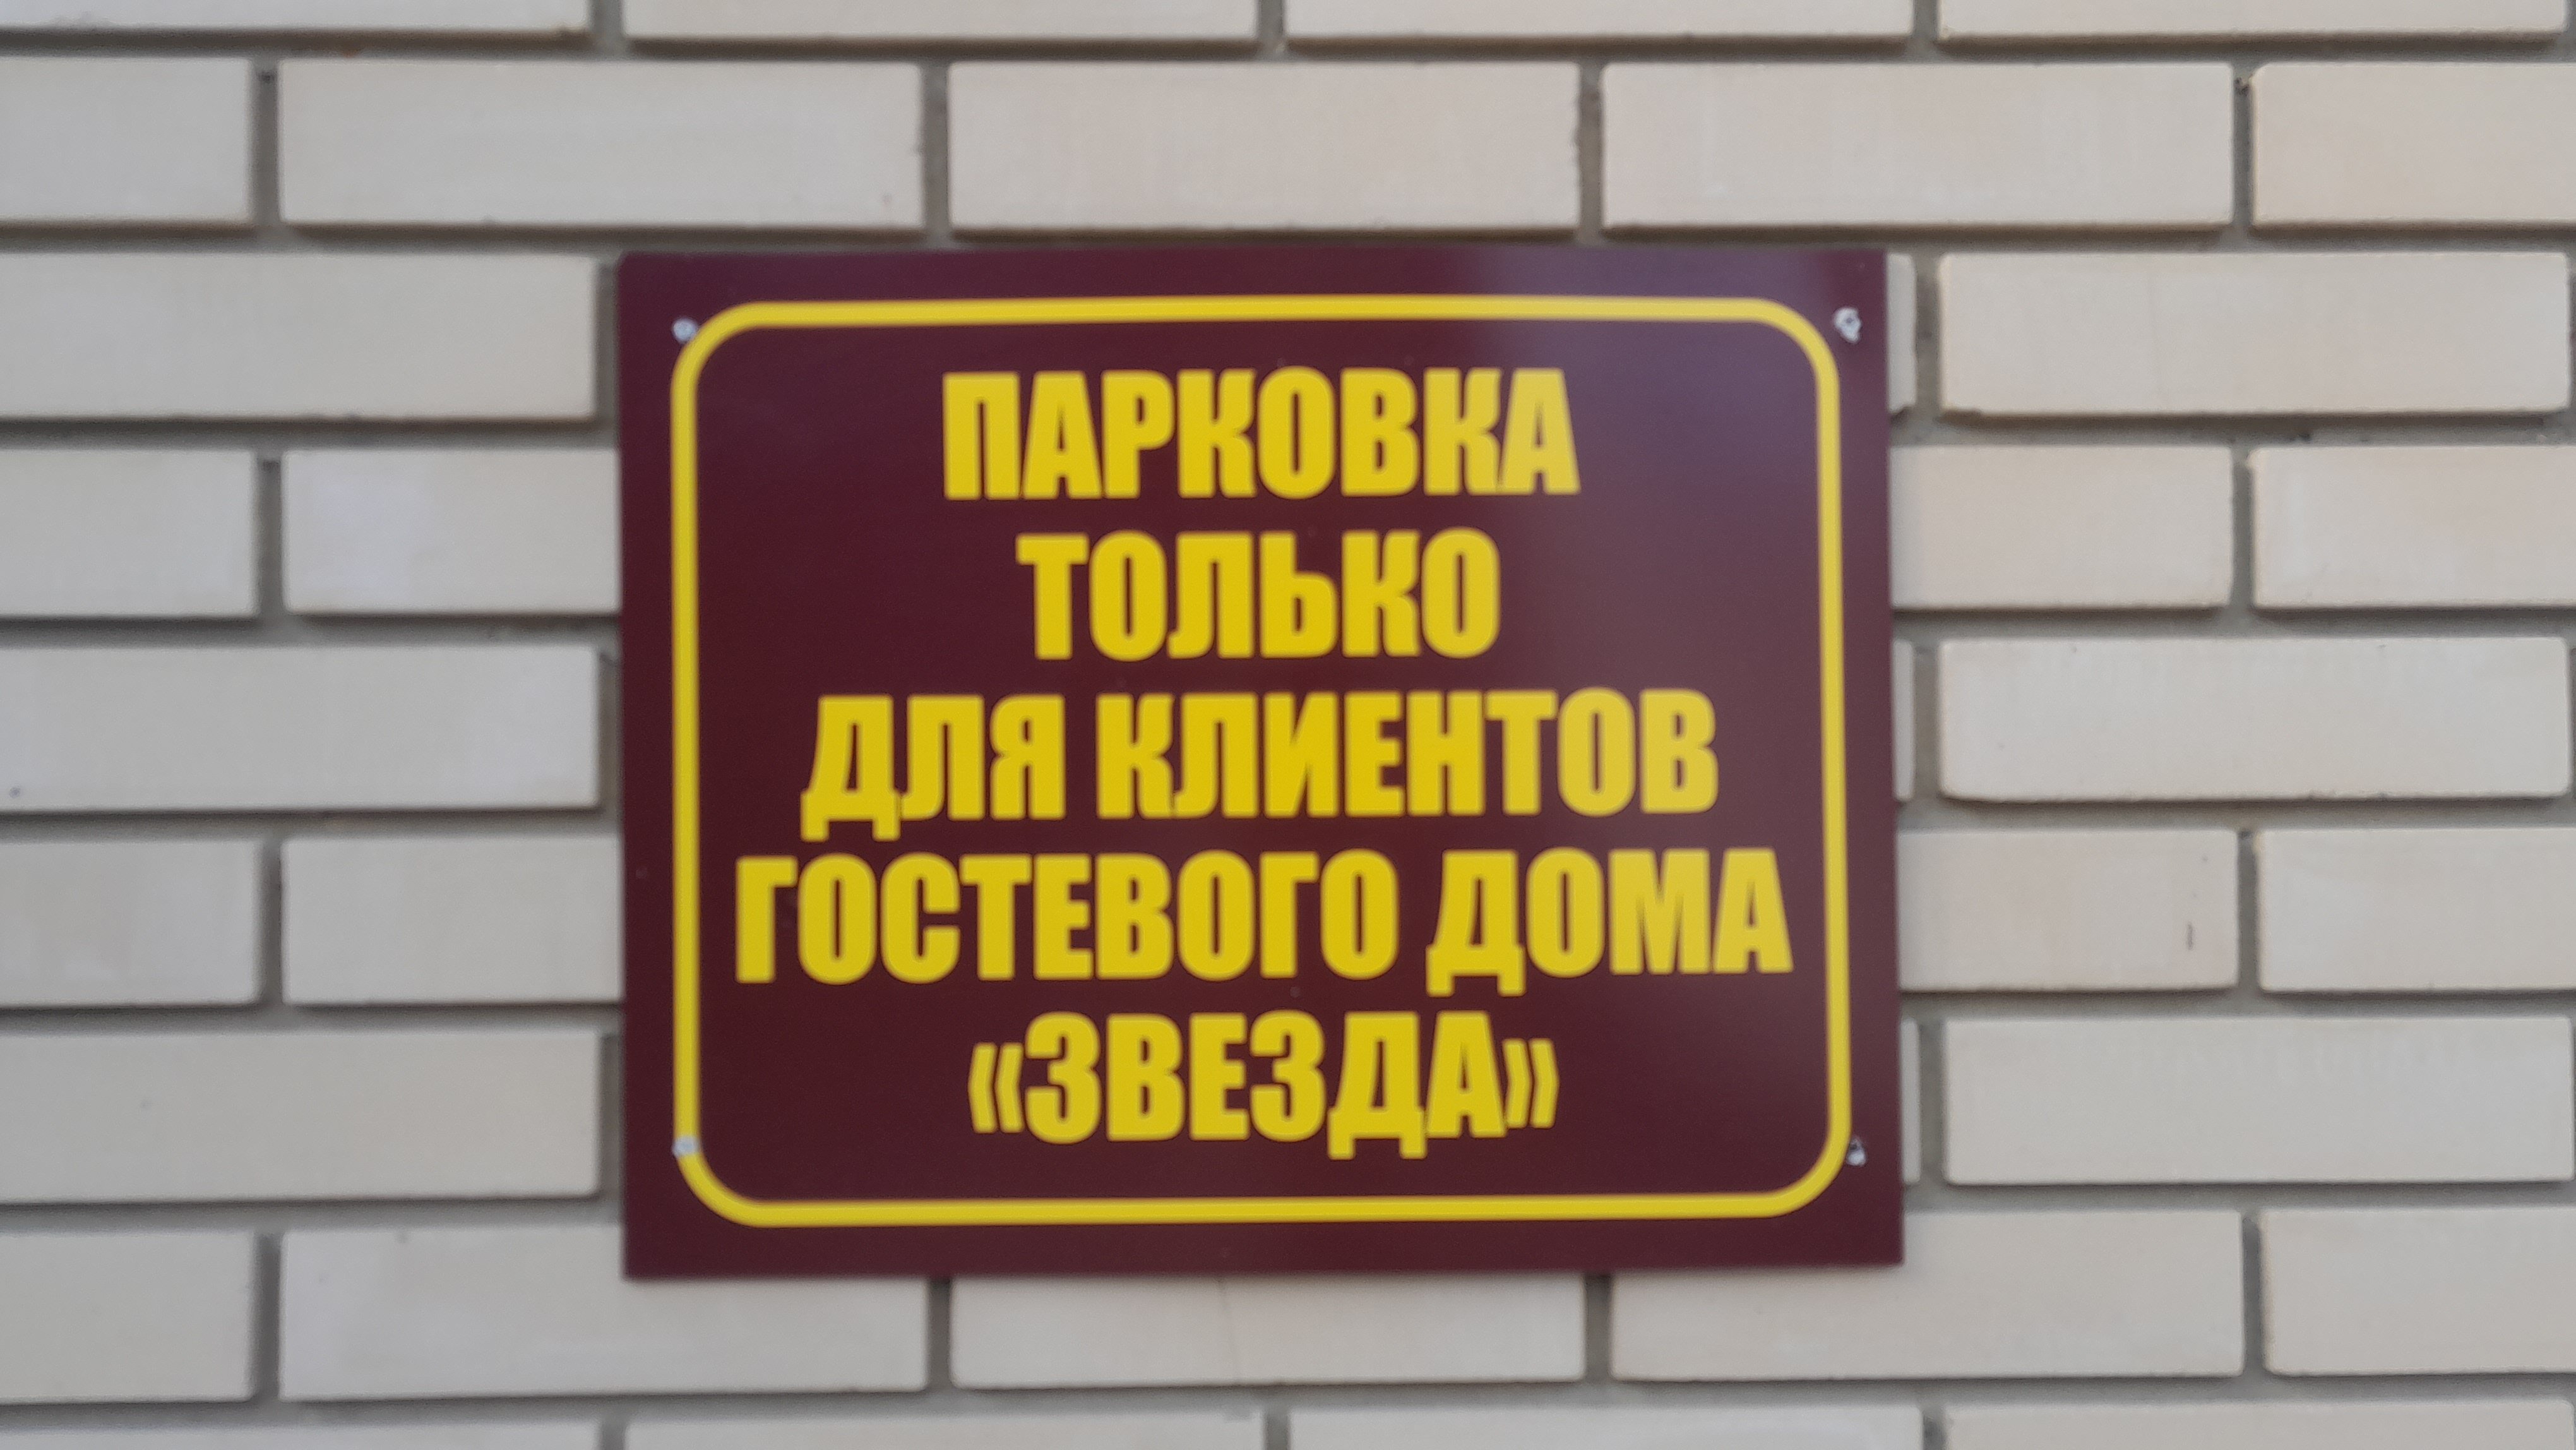 ПАРКОВКА
ТОЛЬКО
ДЛЯ КЛИЕНТОВ
ГОСТЕВОГО ДОМА
«ЗВЕЗДА»